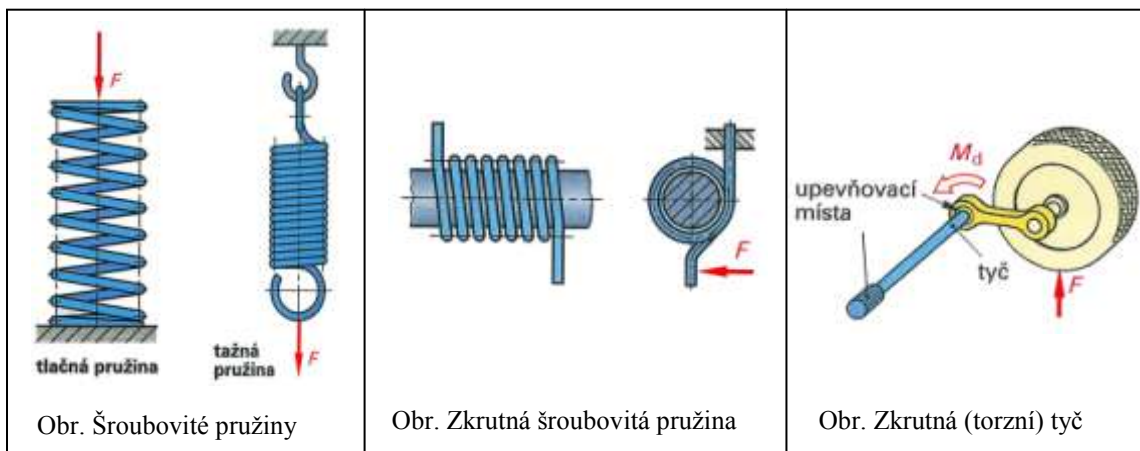 F
tlačná pružina
tažná
pružina
F
Obr. Šroubovité pružiny
F
Obr. Zkrutná šroubovitá pružina
Md
upevňovací
místa
tyč
F
Obr. Zkrutná (torzní) tyč